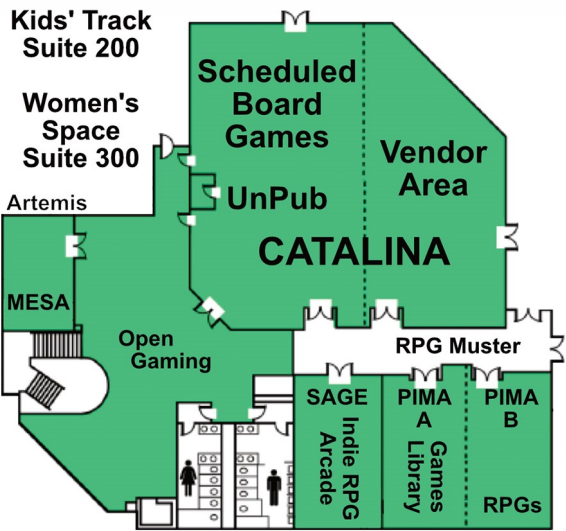 Kids' Track
Suite 200
Women's
Space
Suite 300
Artemis
MESA
Scheduled
Board
Games
UnPub
Vendor
Area
CATALINA
Open
Gaming
RPG Muster
SAGE
Indie RPG
Arcade
PIMA
A
Games
Library
PIMA
B
RPGs